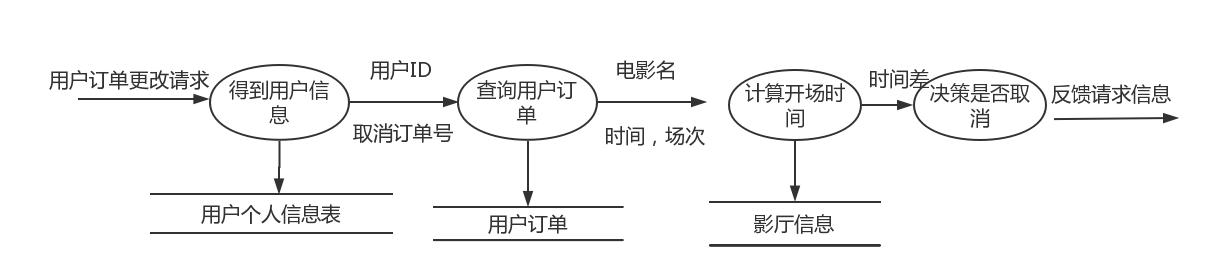 用户订单更改请求
得到用户信
息
用户ID
取消订单号
查询用户订
单
电影名
时间，场次
计算开场时
间
时间差
决策是否取
消
反馈请求信息
用户个人信息表
用户订单
影厅信息